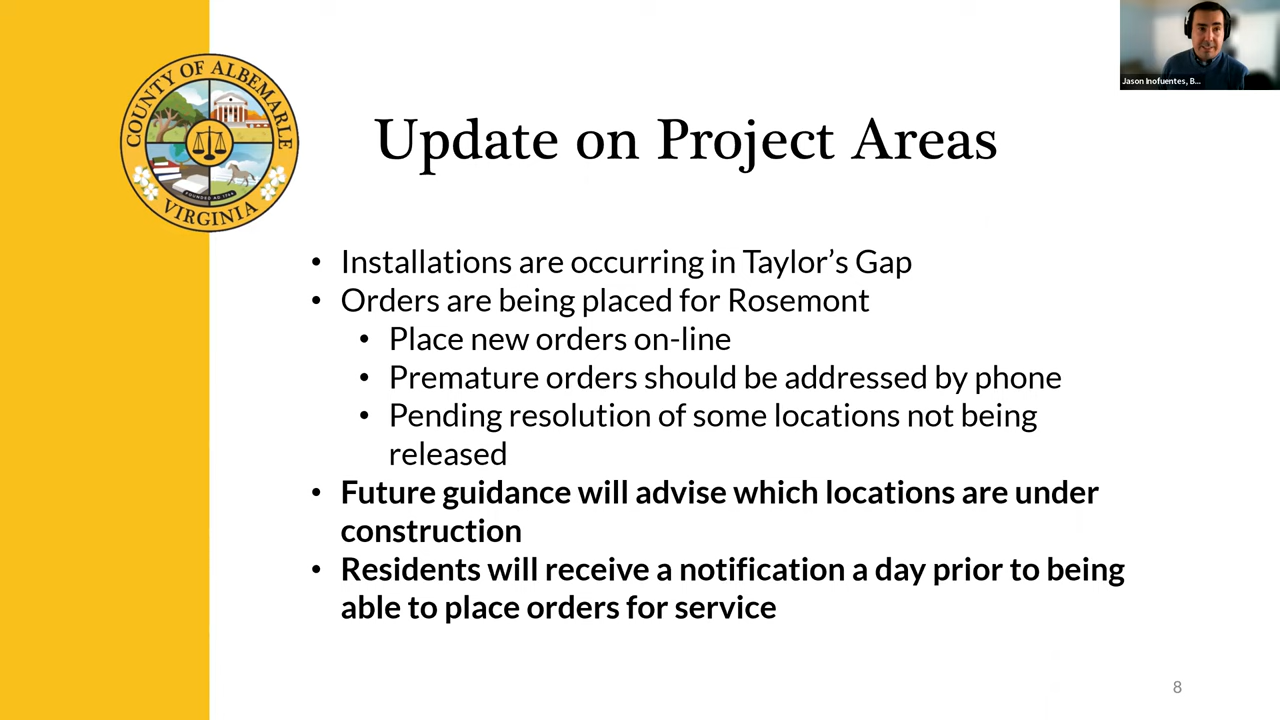 COUNTY OF ALBEMARLE
VIRGINIA
Jason Inofuentes, B...
Update on Project Areas
• Installations are occurring in Taylor’s Gap
• Orders are being placed for Rosemont
• Place new orders on-line
• Premature orders should be addressed by phone
• Pending resolution of some locations not being
released
• Future guidance will advise which locations are under
construction
• Residents will receive a notification a day prior to being
able to place orders for service
8